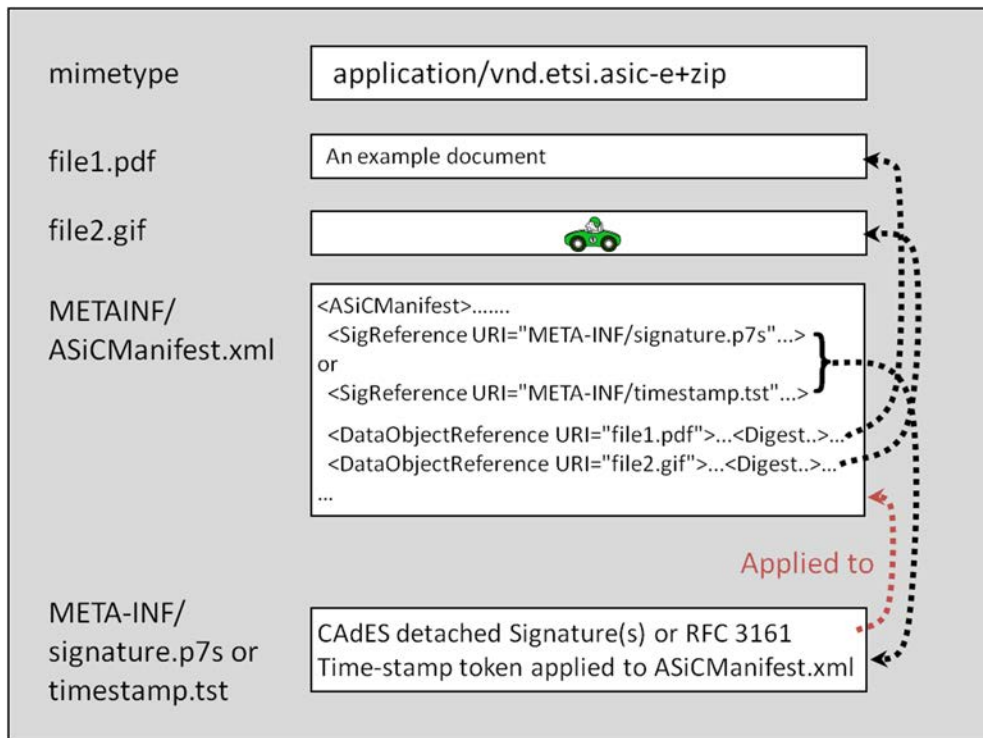 mimetype
application/vnd.etsi.asic-e+zip
file1.pdf
An example document
file2.gif
METAINF/
ASiCManifest.xml
<ASiCManifest>.......
<SigReference URI="META-INF/signature.p7s"...>
or
<SigReference URI="META-INF/timestamp.tst"...>
<DataObjectReference URI="file1.pdf">...<Digest..>...
<DataObjectReference URI="file2.gif">...<Digest..>...
...
Applied to
META-INF/
signature.p7s or
timestamp.tst
CAdES detached Signature(s) or RFC 3161
Time-stamp token applied to ASiCManifest.xml